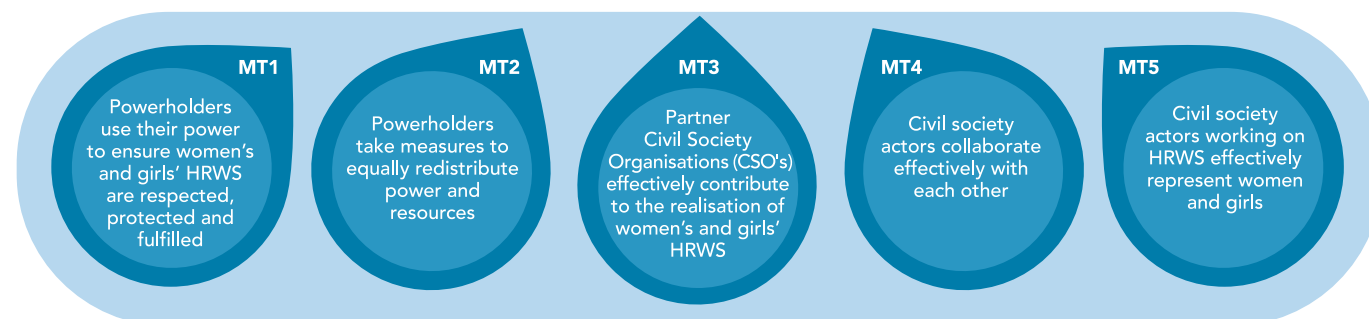 MT1
Powerholders
use their power
to ensure women's
and girls' HRWS
are respected,
protected and
fulfilled
MT2
Powerholders
take measures to
equally redistribute
power and
resources
MT3
Partner
Civil Society
Organisations (CSO's)
effectively contribute
to the realisation of
women's and girls'
HRWS
MT4
Civil society
actors collaborate
effectively with
each other
MT5
Civil society
actors working on
HRWS effectively
represent women
and girls